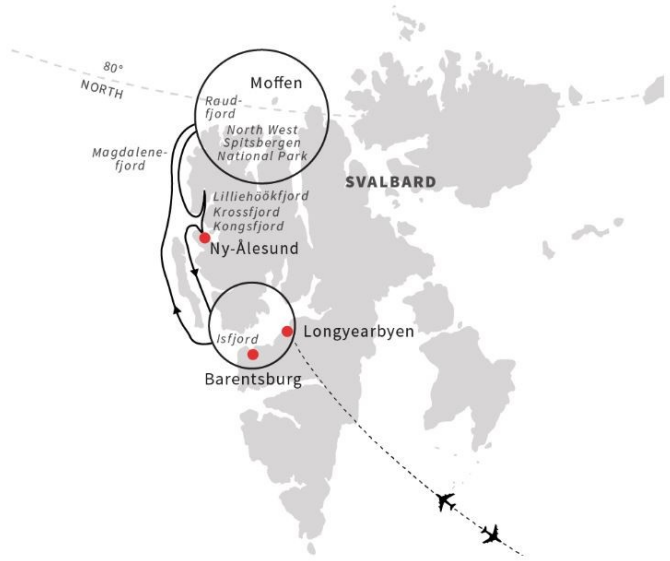 80°
NORTH
Moffen
Raud-
fjord
North West
Spitsbergen
National Park
Magdalene-
fjord
SVALBARD
Lilliehöökfjord
Krossfjord
Kongsfjord
Ny-Ålesund
Isfjord
Longyearbyen
Barentsburg